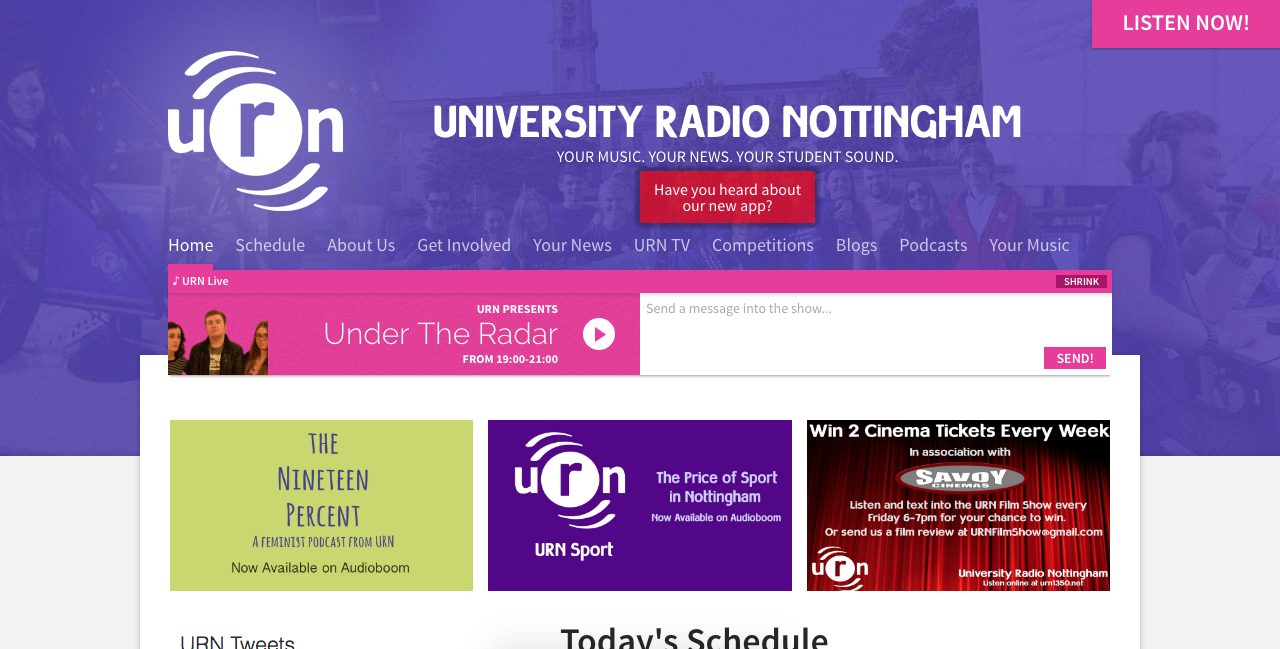 LISTEN NOW!
urn
UNIVERSITY RADIO NOTTINGHAM
YOUR MUSIC. YOUR NEWS. YOUR STUDENT SOUND.
Have you heard about
our new app?
Home Schedule About Us Get Involved Your News URN TV Competitions Blogs Podcasts Your Music
♪ URN Live
SHRINK
URN PRESENTS
Under The Radar
FROM 19:00-21:00
Send a message into the show...
SEND!
THE
NINETEEN
PERCENT
A FEMINIST PODCAST FROM URN
Now Available on Audioboom
urn
URN Sport
The Price of Sport
in Nottingham
Now Available on Audioboom
Win 2 Cinema Tickets Every Week
In association with
SAVOY
CINEMAS
Listen and text into the URN Film Show every
Friday 6-7pm for your chance to win.
Or send us a film review at URNFilmShow@gmail.com
urn
University Radio Nottingham
Listen online at urn1350.net
URN Tweets
Today's Schedule